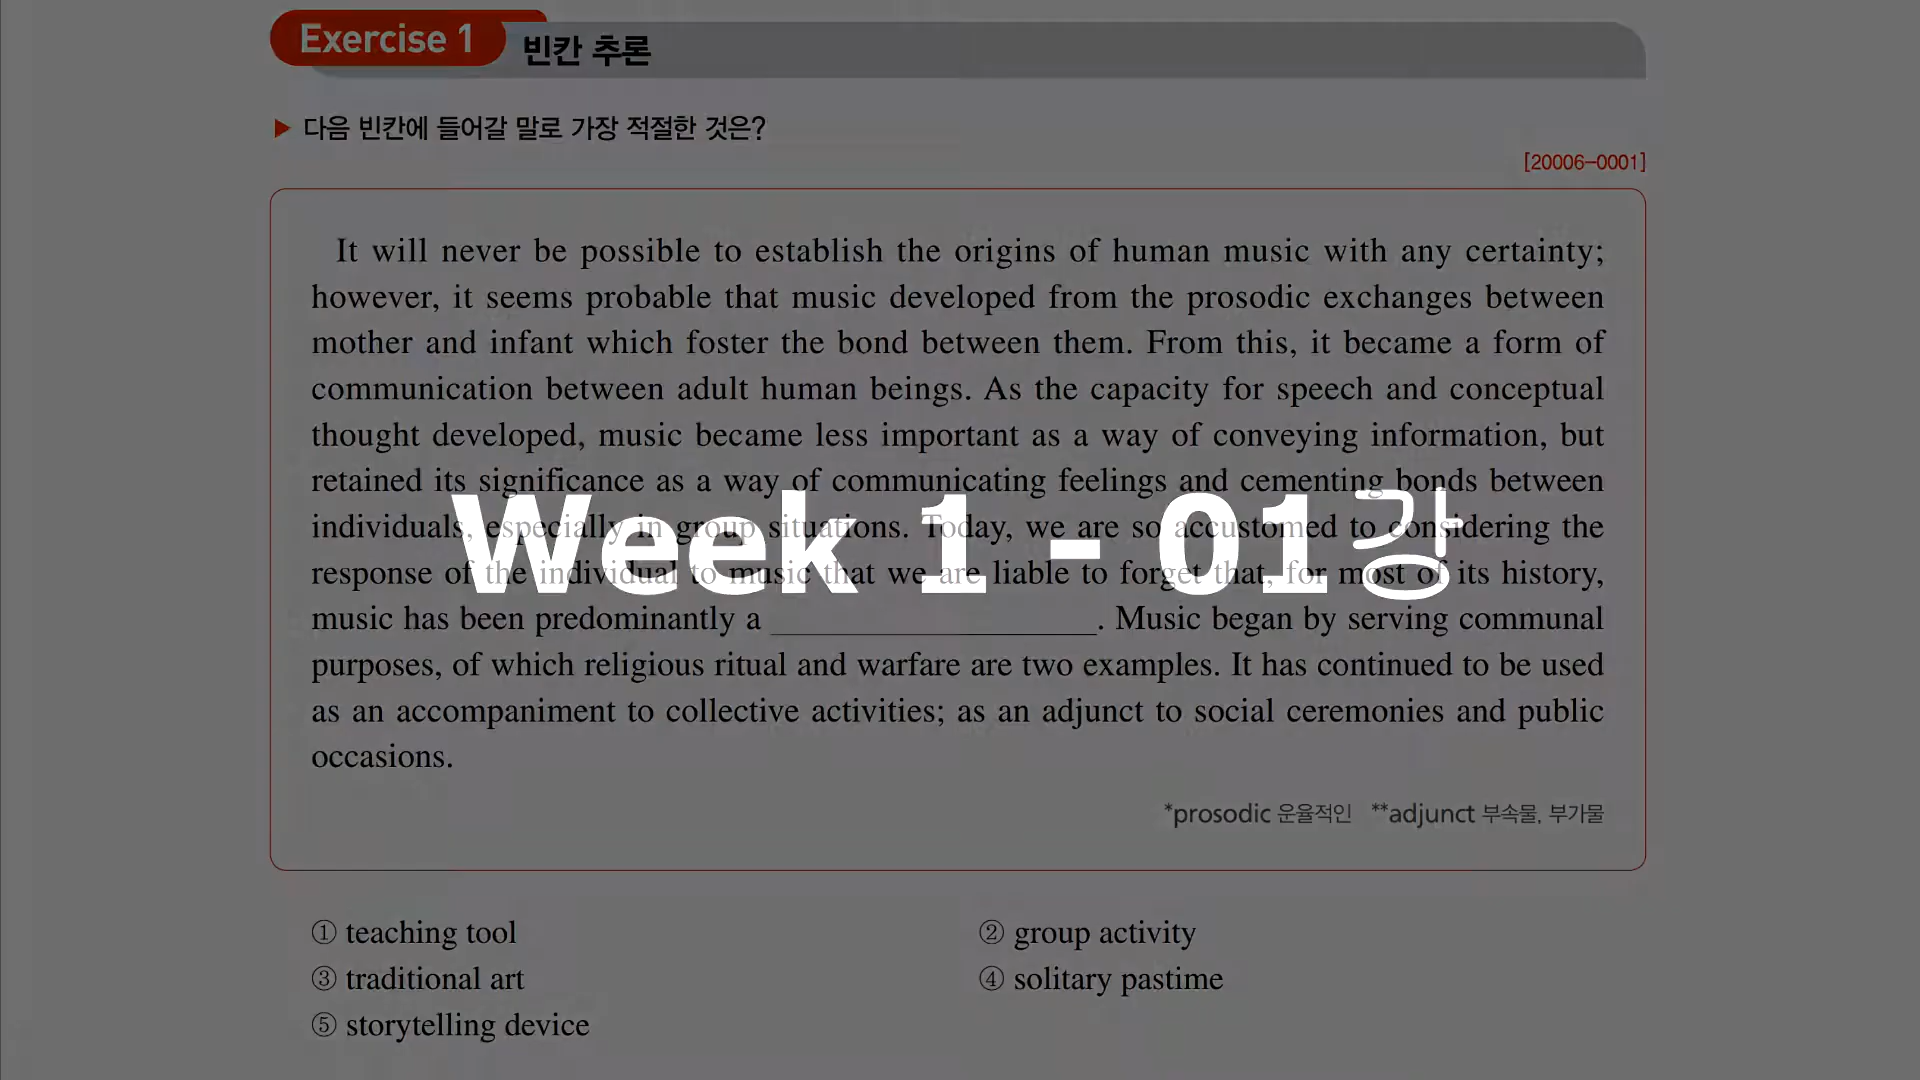 Exercise 1 빈칸 추론
▶ 다음 빈칸에 들어갈 말로 가장 적절한 것은?
[20006-0001]
It will never be possible to establish the origins of human music with any certainty;
however, it seems probable that music developed from the prosodic exchanges between
mother and infant which foster the bond between them. From this, it became a form of
communication between adult human beings. As the capacity for speech and conceptual
thought developed, music became less important as a way of conveying information, but
retained its significance as a way of communicating feelings and cementing bonds between
individuals, especially in group situations. Today, we are so accustomed to considering the
response of the individual to music that we are liable to forget that, for most of its history,
music has been predominantly a ____________________. Music began by serving communal
purposes, of which religious ritual and warfare are two examples. It has continued to be used
as an accompaniment to collective activities; as an adjunct to social ceremonies and public
occasions.
Week 1 - 01강
*prosodic 운율적인 **adjunct 부속물, 부가물
① teaching tool ② group activity
③ traditional art ④ solitary pastime
⑤ storytelling device